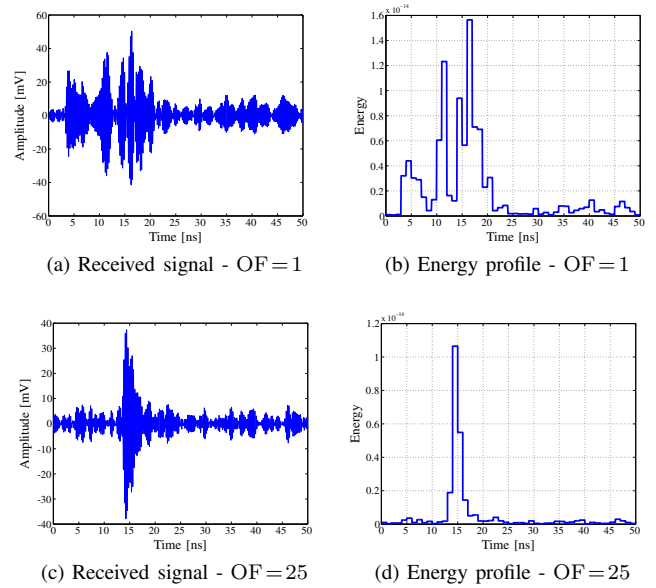 60
40
20
0
-20
-40
-60
0 5 10 15 20 25 30 35 40 45 50
Amplitude [mV]
Time [ns]
(a) Received signal - OF=1
x 10^-14
1.6
1.4
1.2
1
0.8
0.6
0.4
0.2
0
0 5 10 15 20 25 30 35 40 45 50
Energy
Time [ns]
(b) Energy profile - OF=1
40
30
20
10
0
-10
-20
-30
-40
0 5 10 15 20 25 30 35 40 45 50
Amplitude [mV]
Time [ns]
(c) Received signal - OF=25
1.2 x 10^-14
1
0.8
0.6
0.4
0.2
0
0 5 10 15 20 25 30 35 40 45 50
Energy
Time [ns]
(d) Energy profile - OF=25